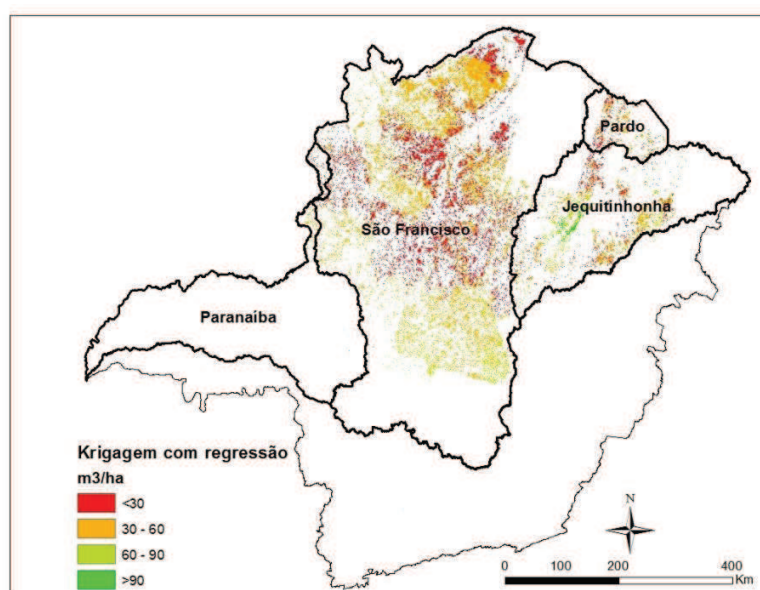 Pardo
Jequitinhonha
São Francisco
Paranaíba
Krigagem com regressão
m3/ha
<30
30 - 60
60 - 90
>90
N
0 100 200 400
Km